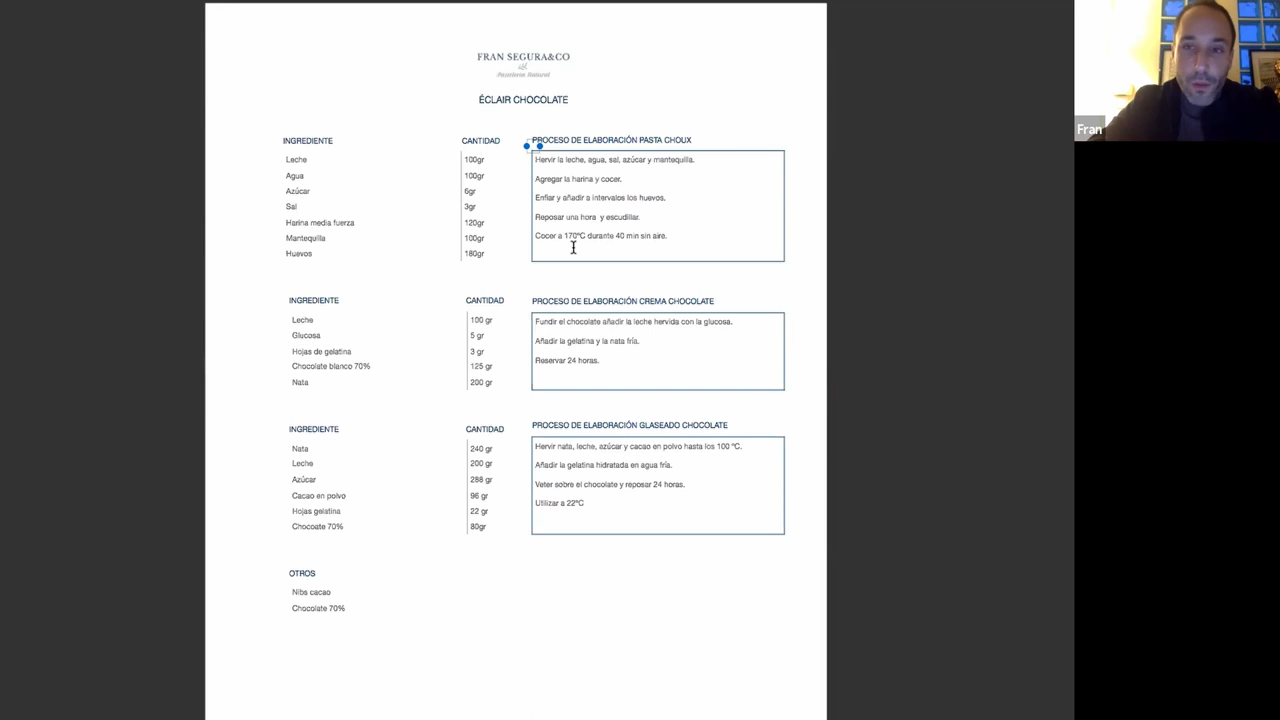 FRAN SEGURA&CO
Pastelería Natural
ÉCLAIR CHOCOLATE
INGREDIENTE CANTIDAD PROCESO DE ELABORACIÓN PASTA CHOUX
Leche 100gr Hervir la leche, agua, sal, azúcar y mantequilla.
Agua 100gr Agregar la harina y cocer.
Azúcar 6gr Enfiar y añadir a intervalos los huevos.
Sal 3gr Reposar una hora y escudillar.
Harina media fuerza 120gr Cocer a 170ºC durante 40 min sin aire.
Mantequilla 100gr
Huevos 180gr
INGREDIENTE CANTIDAD PROCESO DE ELABORACIÓN CREMA CHOCOLATE
Leche 100 gr Fundir el chocolate añadir la leche hervida con la glucosa.
Glucosa 5 gr Añadir la gelatina y la nata fría.
Hojas de gelatina 3 gr Reservar 24 horas.
Chocolate blanco 70% 125 gr
Nata 200 gr
INGREDIENTE CANTIDAD PROCESO DE ELABORACIÓN GLASEADO CHOCOLATE
Nata 240 gr Hervir nata, leche, azúcar y cacao en polvo hasta los 100 ºC.
Leche 200 gr Añadir la gelatina hidratada en agua fría.
Azúcar 288 gr Veter sobre el chocolate y reposar 24 horas.
Cacao en polvo 96 gr Utilizar a 22ºC
Hojas gelatina 22 gr
Chocoate 70% 80gr
OTROS
Nibs cacao
Chocolate 70%
Fran